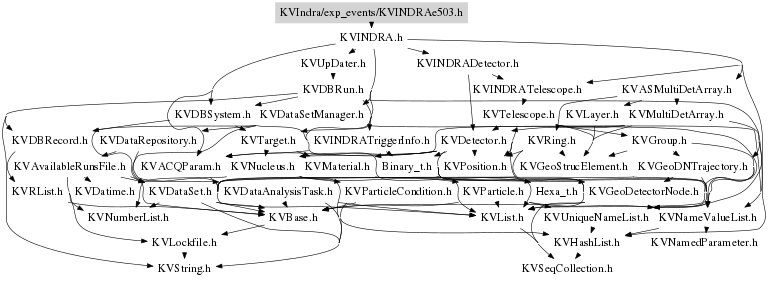 KVIndra/exp_events/KVINDRAe503.h
KVINDRA.h
KVUpDater.h KVINDRADetector.h
KVDBRun.h KVINDRATelescope.h KVASMultiDetArray.h
KVDBSystem.h KVDataSetManager.h KVTelescope.h KVLayer.h KVMultiDetArray.h
KVDBRecord.h KVDataRepository.h KVTarget.h KVINDRATriggerInfo.h KVDetector.h KVRing.h KVGroup.h
KVAvailableRunsFile.h KVACQParam.h KVNucleus.h KVMaterial.h Binary_t.h KVPosition.h KVGeoStrucElement.h KVGeoDNTrajectory.h
KVRList.h KVDatime.h KVDataSet.h KVDataAnalysisTask.h KVParticleCondition.h KVParticle.h Hexa_t.h KVGeoDetectorNode.h
KVNumberList.h KVBase.h KVList.h KVUniqueNameList.h KVNameValueList.h
KVLockfile.h KVHashList.h KVNamedParameter.h
KVString.h KVSeqCollection.h